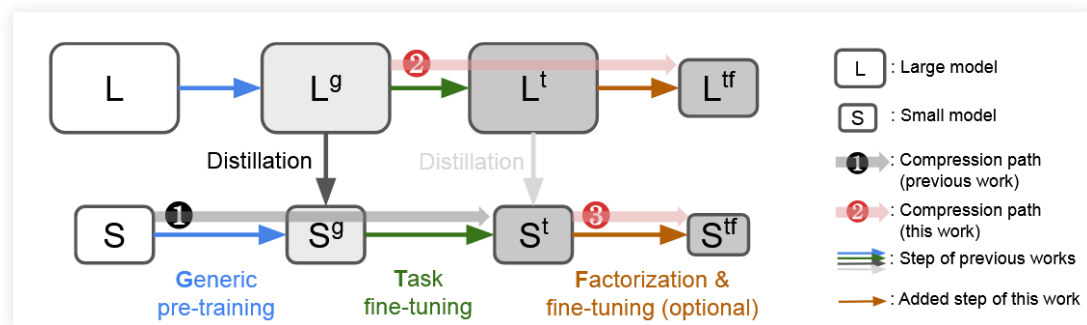 L
L^g
2
L^t
L^tf
Distillation
Distillation
S
1
S^g
S^t
3
S^tf
Generic
pre-training
Task
fine-tuning
Factorization &
fine-tuning (optional)
L : Large model
S : Small model
1 : Compression path
(previous work)
2 : Compression path
(this work)
: Step of previous works
: Added step of this work